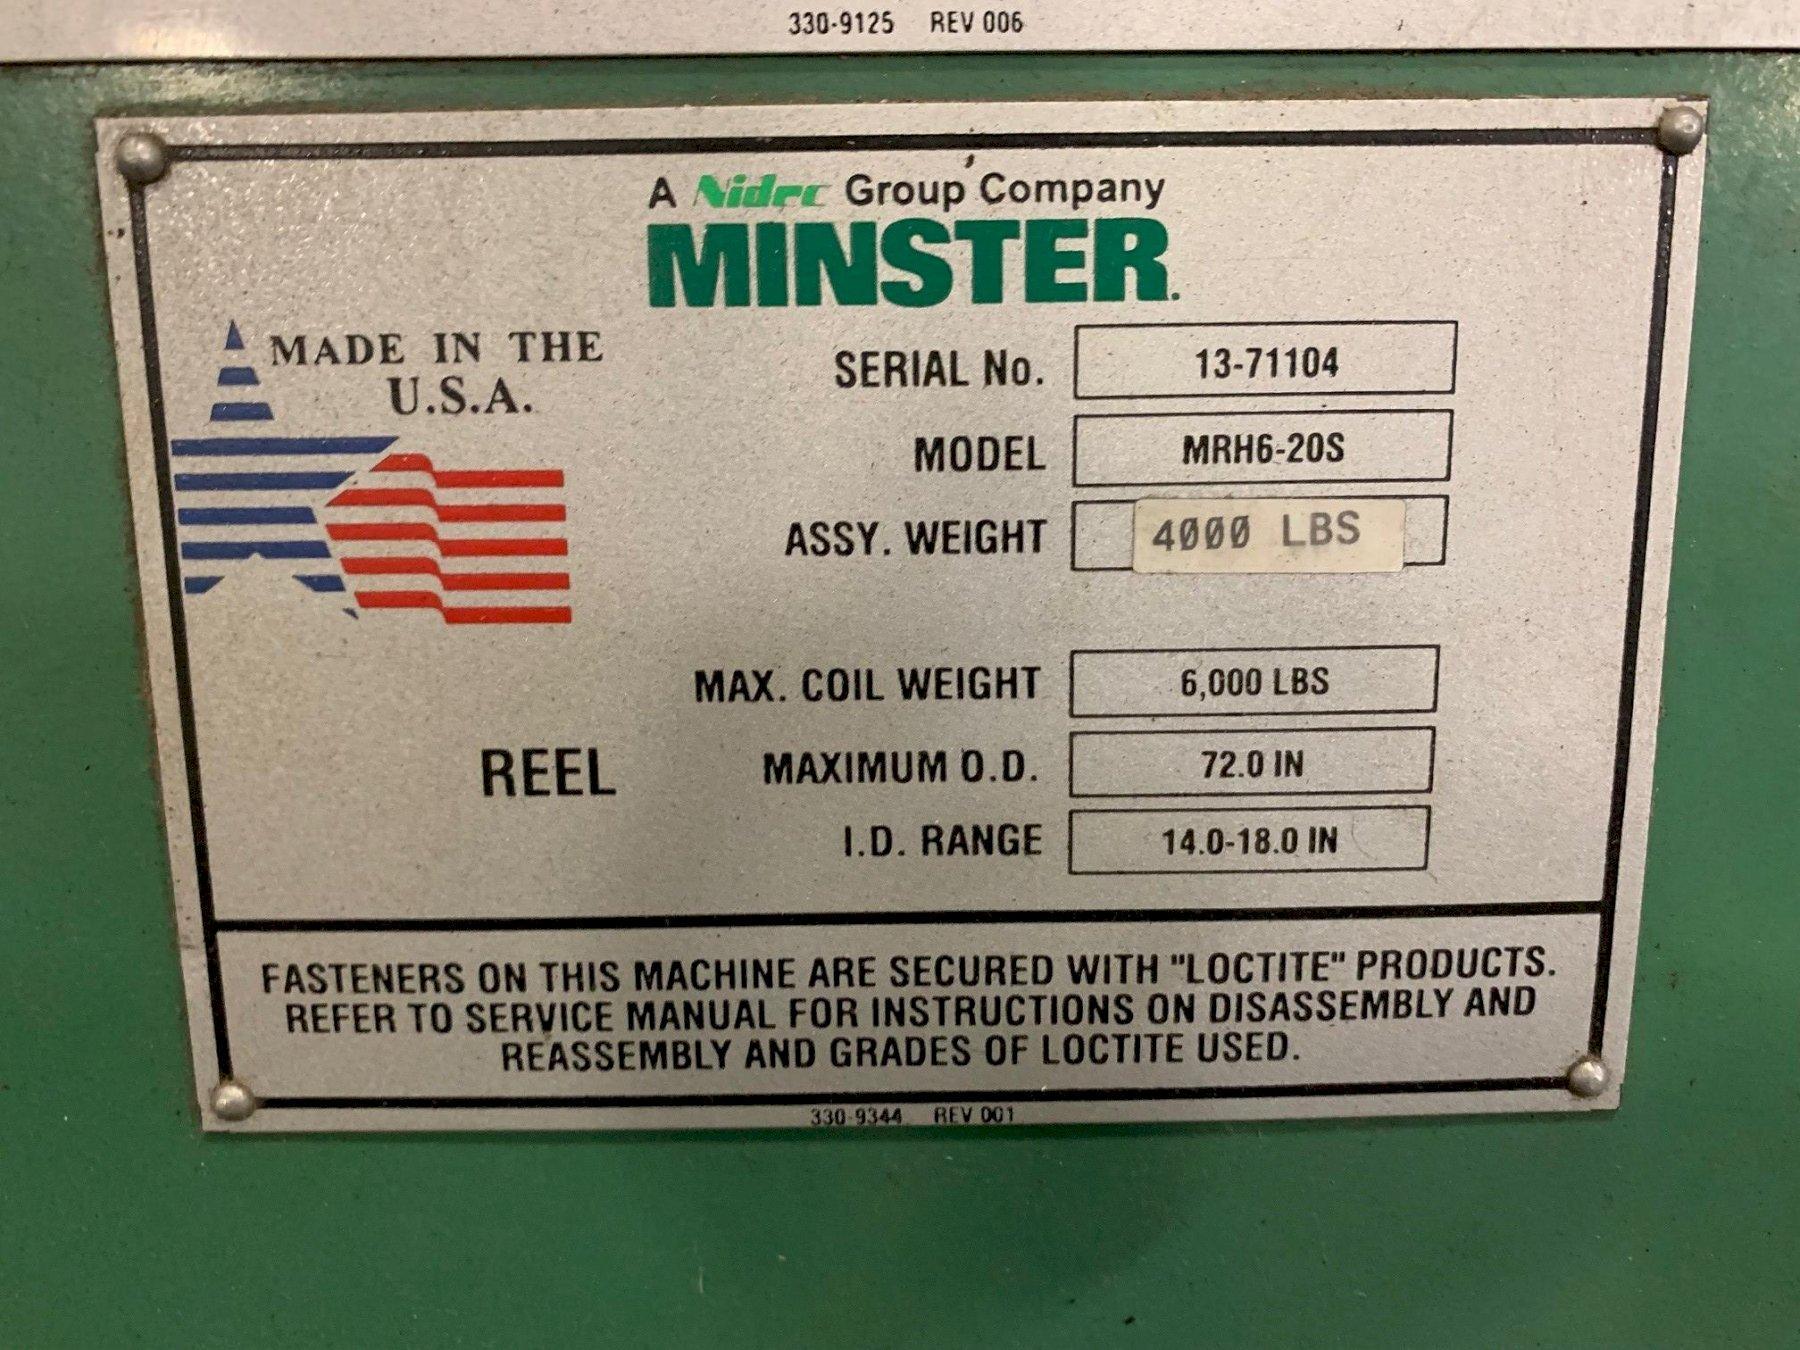 330-9125 REV 006
A Nidec Group Company
MINSTER.
MADE IN THE
U.S.A.
SERIAL No. 13-71104
MODEL MRH6-20S
ASSY. WEIGHT 4000 LBS
MAX. COIL WEIGHT 6,000 LBS
REEL MAXIMUM O.D. 72.0 IN
I.D. RANGE 14.0-18.0 IN
FASTENERS ON THIS MACHINE ARE SECURED WITH "LOCTITE" PRODUCTS.
REFER TO SERVICE MANUAL FOR INSTRUCTIONS ON DISASSEMBLY AND
REASSEMBLY AND GRADES OF LOCTITE USED.
330-9344 REV 001